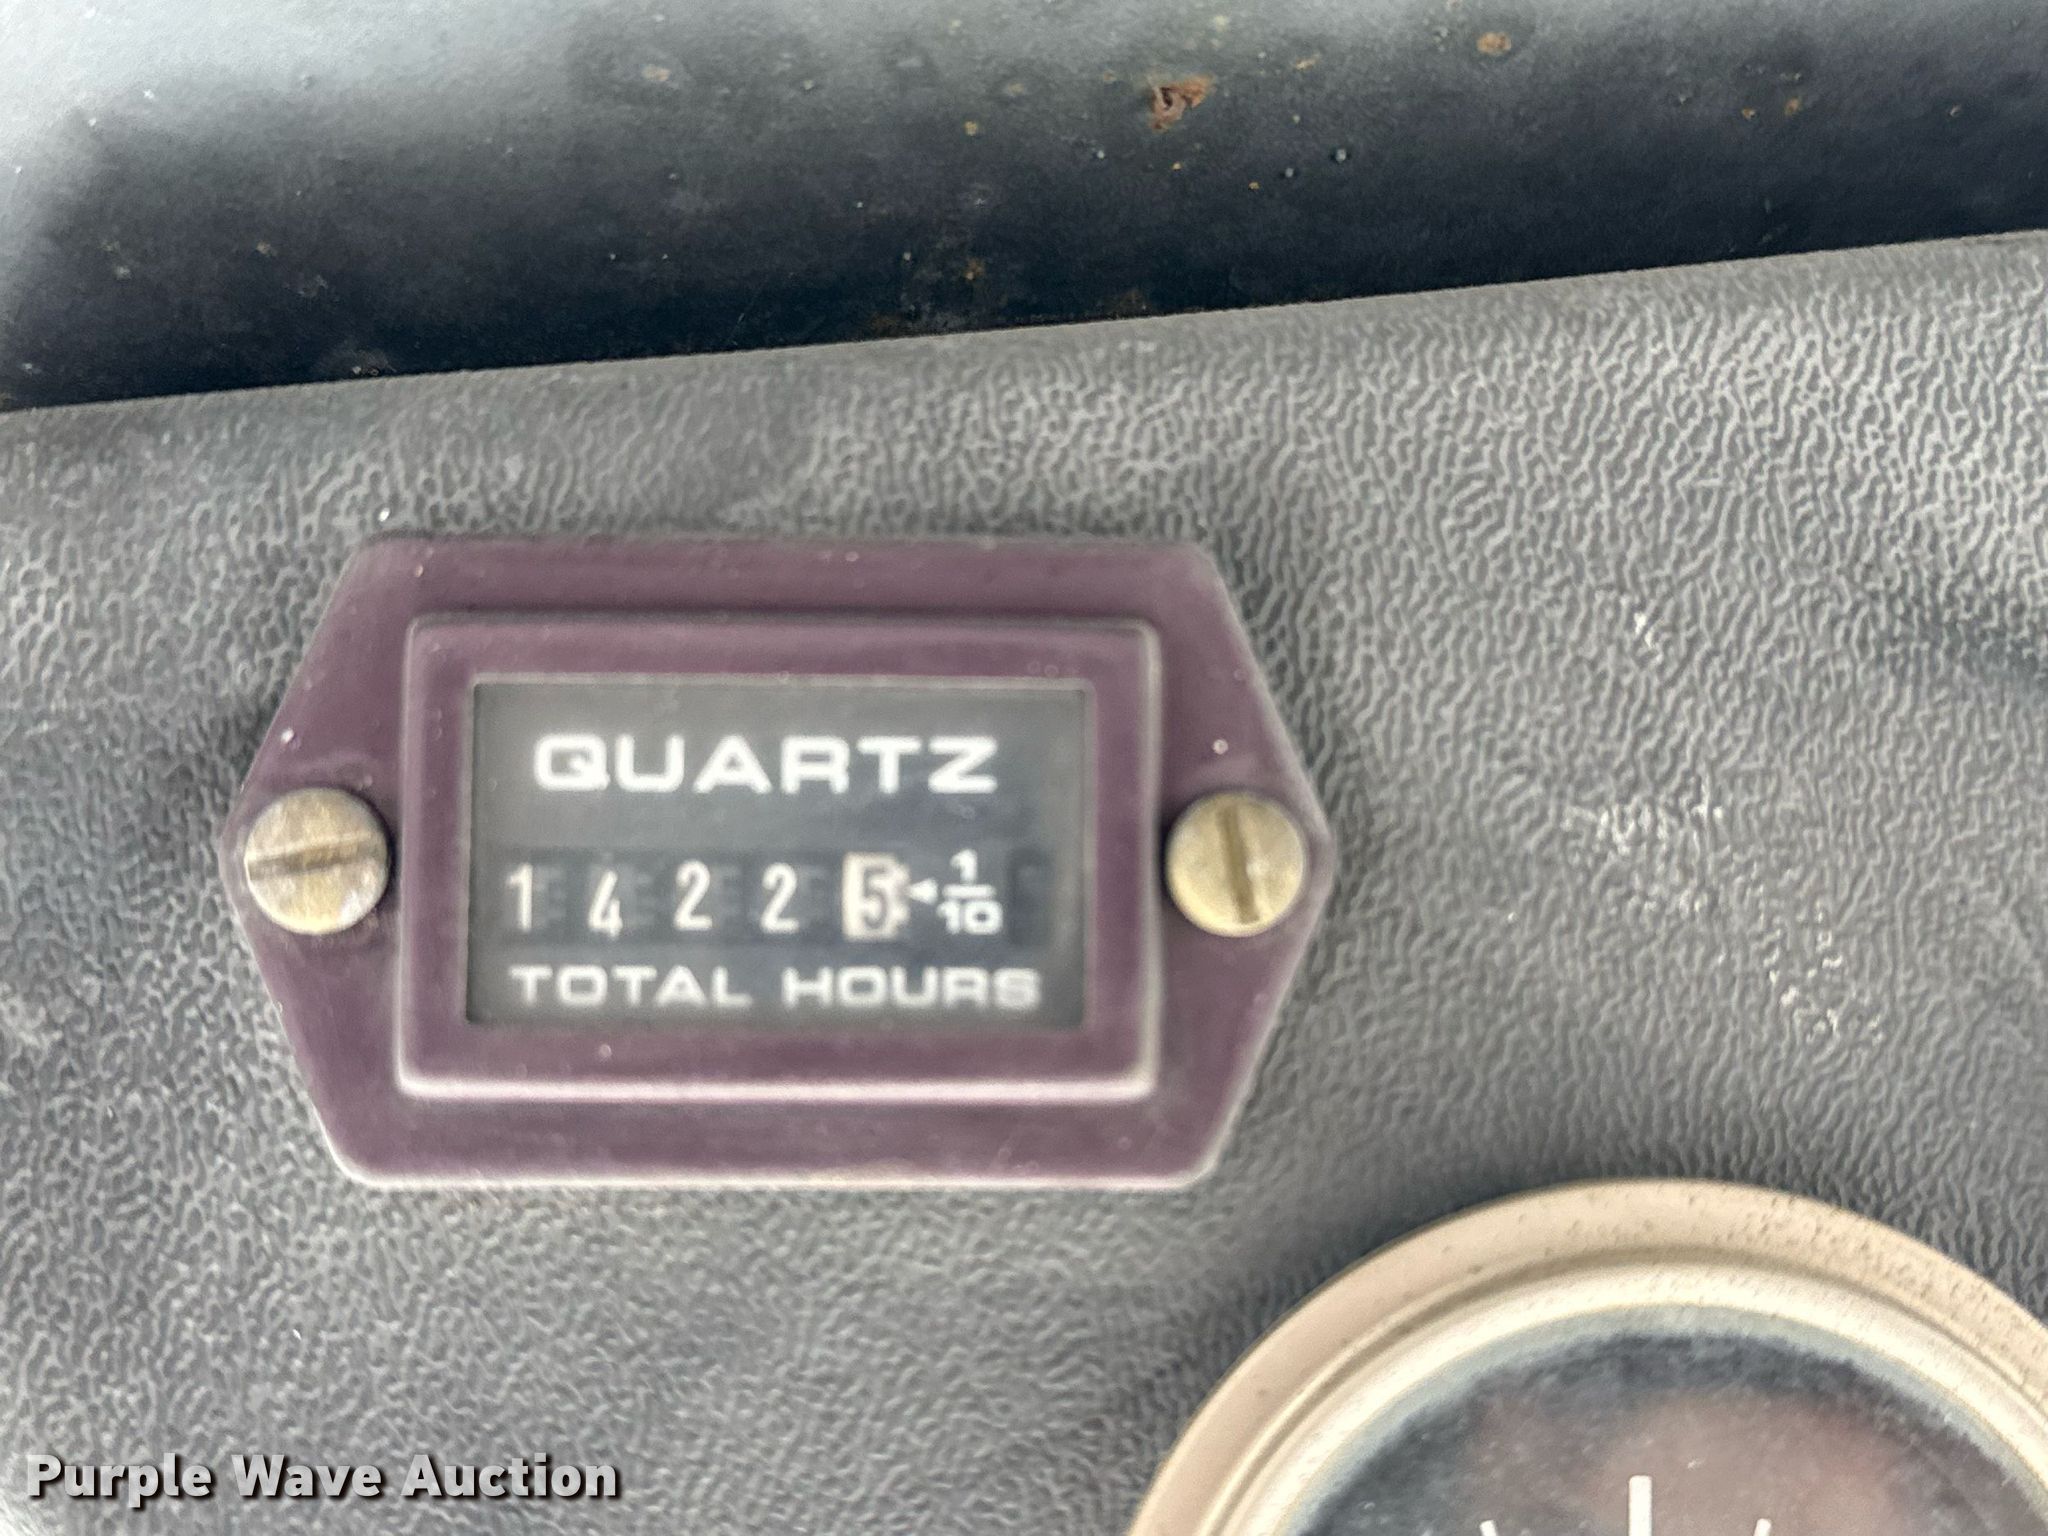 QUARTZ
1 4 2 2 5 ◄ 1/10
TOTAL HOURS
Purple Wave Auction